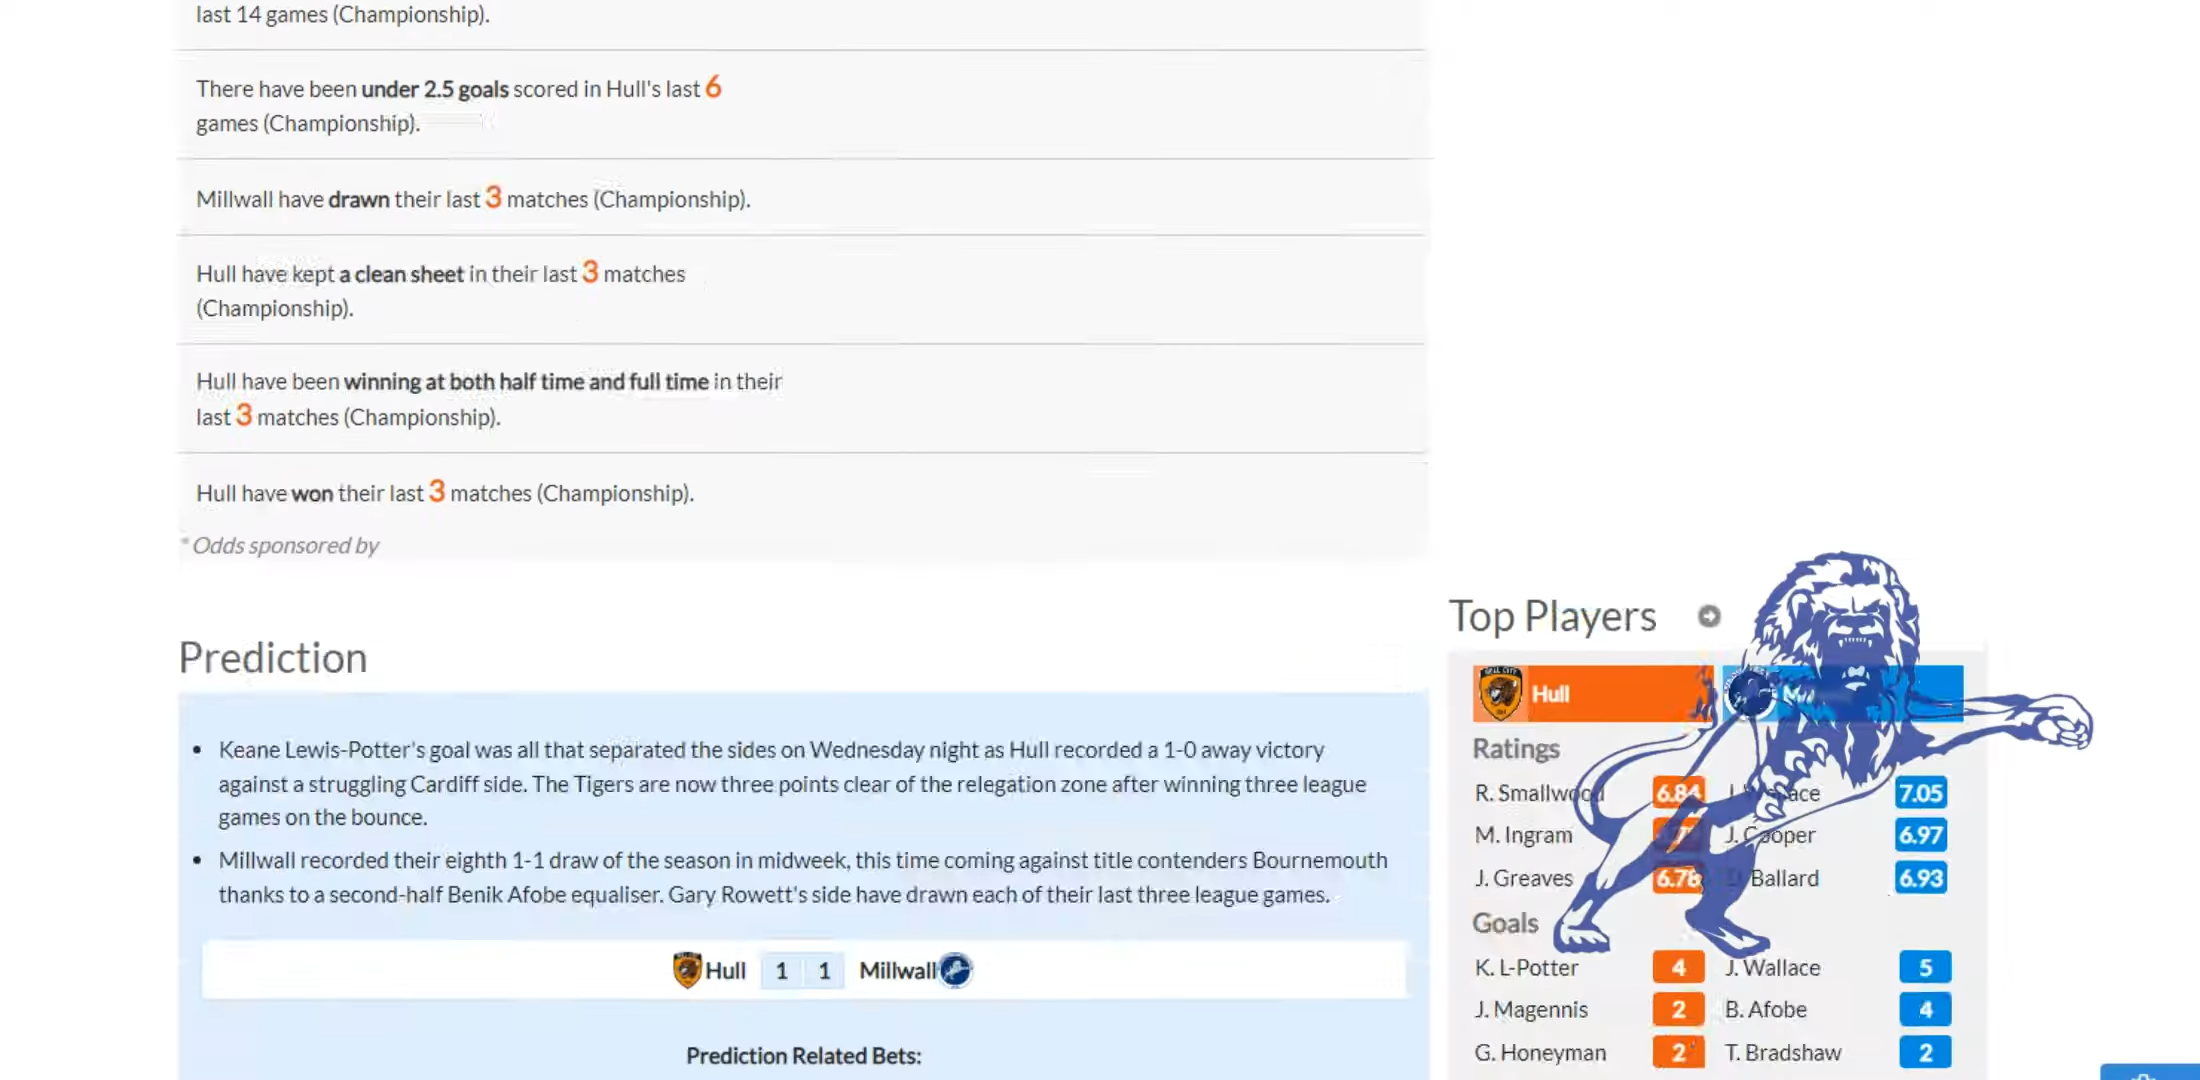 last 14 games (Championship).
There have been under 2.5 goals scored in Hull's last 6
games (Championship).
Millwall have drawn their last 3 matches (Championship).
Hull have kept a clean sheet in their last 3 matches
(Championship).
Hull have been winning at both half time and full time in their
last 3 matches (Championship).
Hull have won their last 3 matches (Championship).
* Odds sponsored by
Prediction
• Keane Lewis-Potter's goal was all that separated the sides on Wednesday night as Hull recorded a 1-0 away victory
against a struggling Cardiff side. The Tigers are now three points clear of the relegation zone after winning three league
games on the bounce.
• Millwall recorded their eighth 1-1 draw of the season in midweek, this time coming against title contenders Bournemouth
thanks to a second-half Benik Afobe equaliser. Gary Rowett's side have drawn each of their last three league games.
Hull 1 1 Millwall
Prediction Related Bets:
Top Players
Hull
Ratings
R. Smallwood 6.84 J. Wallace 7.05
M. Ingram J. Cooper 6.97
J. Greaves 6.78 Ballard 6.93
Goals
K. L-Potter 4 J. Wallace 5
J. Magennis 2 B. Afobe 4
G. Honeyman 2 T. Bradshaw 2